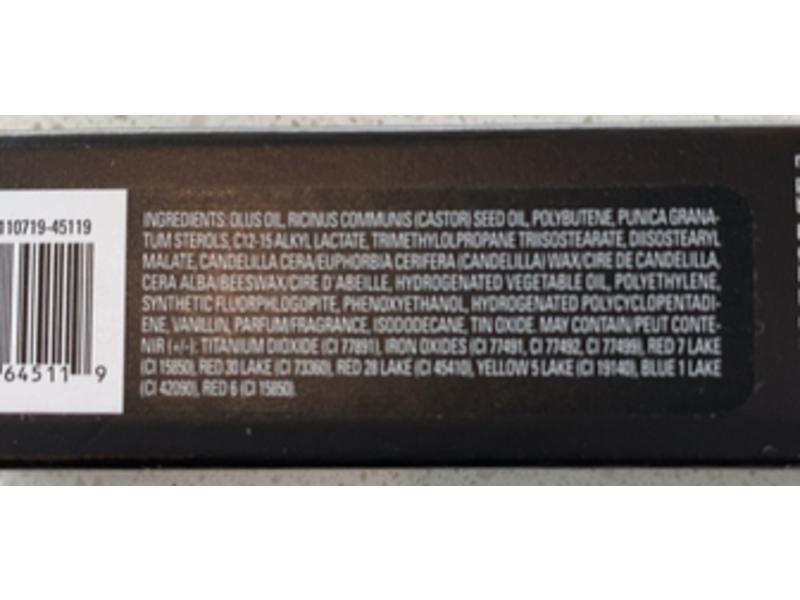 110719-45119
64511 9
INGREDIENTS: OLUS OIL, RICINUS COMMUNIS (CASTOR) SEED OIL, POLYBUTENE, PUNICA GRANA-
TUM STEROLS, C12-15 ALKYL LACTATE, TRIMETHYLOLPROPANE TRIISOSTEARATE, DIISOSTEARYL
MALATE, CANDELILLA CERA/EUPHORBIA CERIFERA (CANDELILLA) WAX/CIRE DE CANDELILLA,
CERA ALBA/BEESWAX/CIRE D'ABEILLE, HYDROGENATED VEGETABLE OIL, POLYETHYLENE,
SYNTHETIC FLUORPHLOGOPITE, PHENOXYETHANOL, HYDROGENATED POLYCYCLOPENTADI-
ENE, VANILLIN, PARFUM/FRAGRANCE, ISODODECANE, TIN OXIDE. MAY CONTAIN/PEUT CONTE-
NIR (+/-): TITANIUM DIOXIDE (CI 77891), IRON OXIDES (CI 77491, CI 77492, CI 77499), RED 7 LAKE
(CI 15850), RED 30 LAKE (CI 73360), RED 28 LAKE (CI 45410), YELLOW 5 LAKE (CI 19140), BLUE 1 LAKE
(CI 42090), RED 6 (CI 15850).